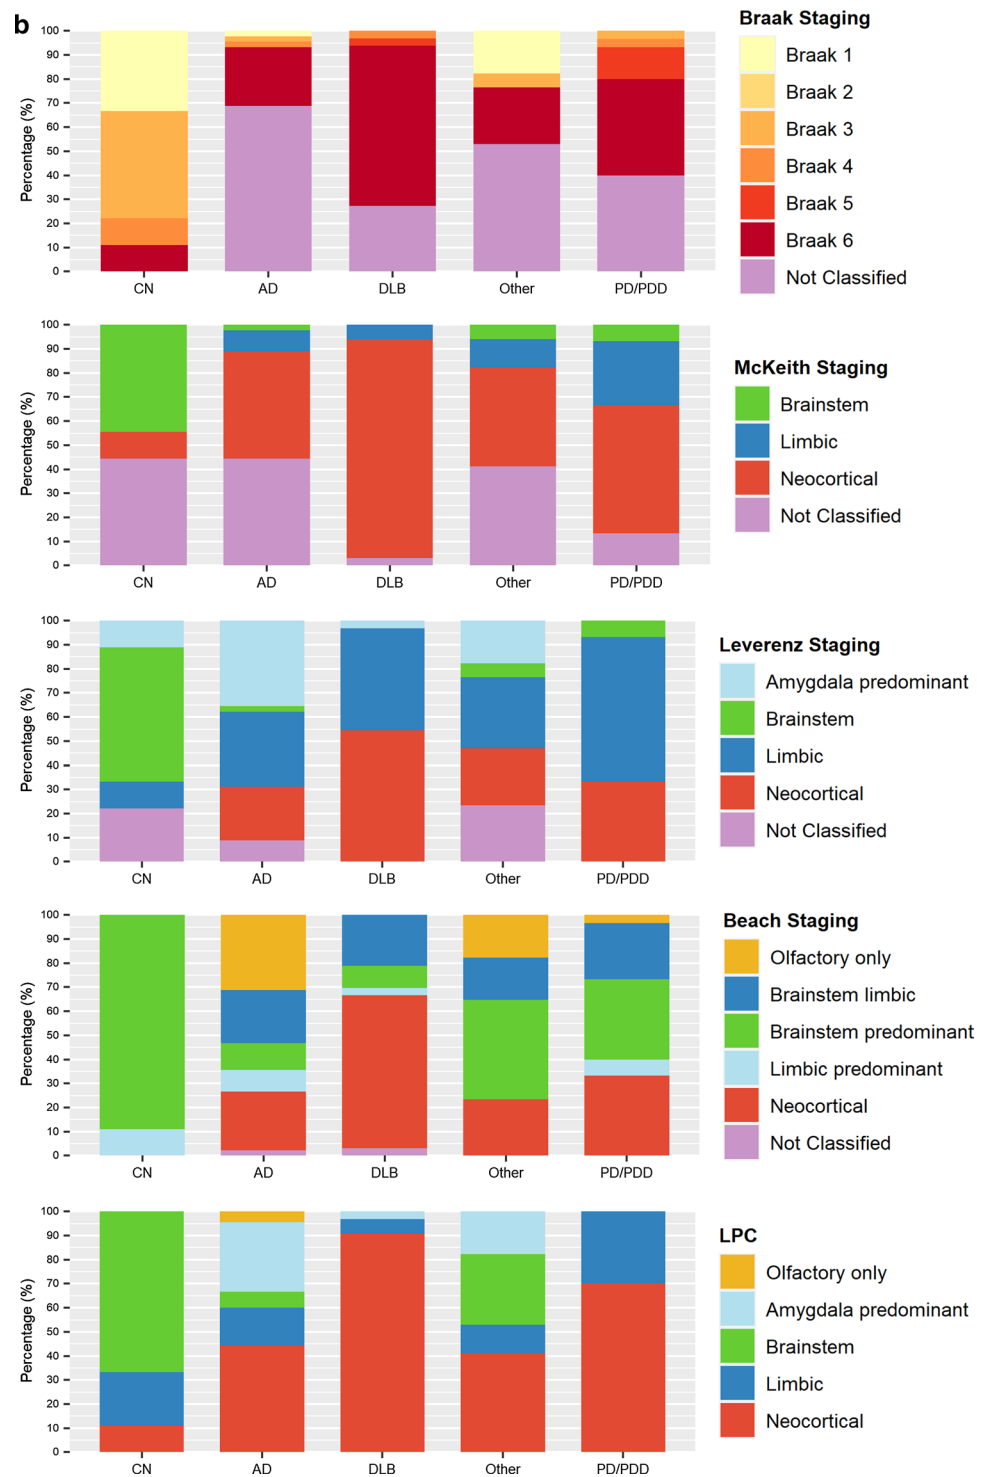 b
Percentage (%)
100
90
80
70
60
50
40
30
20
10
0
CN AD DLB Other PD/PDD
Braak Staging
Braak 1
Braak 2
Braak 3
Braak 4
Braak 5
Braak 6
Not Classified
Percentage (%)
100
90
80
70
60
50
40
30
20
10
0
CN AD DLB Other PD/PDD
McKeith Staging
Brainstem
Limbic
Neocortical
Not Classified
Percentage (%)
100
90
80
70
60
50
40
30
20
10
0
CN AD DLB Other PD/PDD
Leverenz Staging
Amygdala predominant
Brainstem
Limbic
Neocortical
Not Classified
Percentage (%)
100
90
80
70
60
50
40
30
20
10
0
CN AD DLB Other PD/PDD
Beach Staging
Olfactory only
Brainstem limbic
Brainstem predominant
Limbic predominant
Neocortical
Not Classified
Percentage (%)
100
90
80
70
60
50
40
30
20
10
0
CN AD DLB Other PD/PDD
LPC
Olfactory only
Amygdala predominant
Brainstem
Limbic
Neocortical